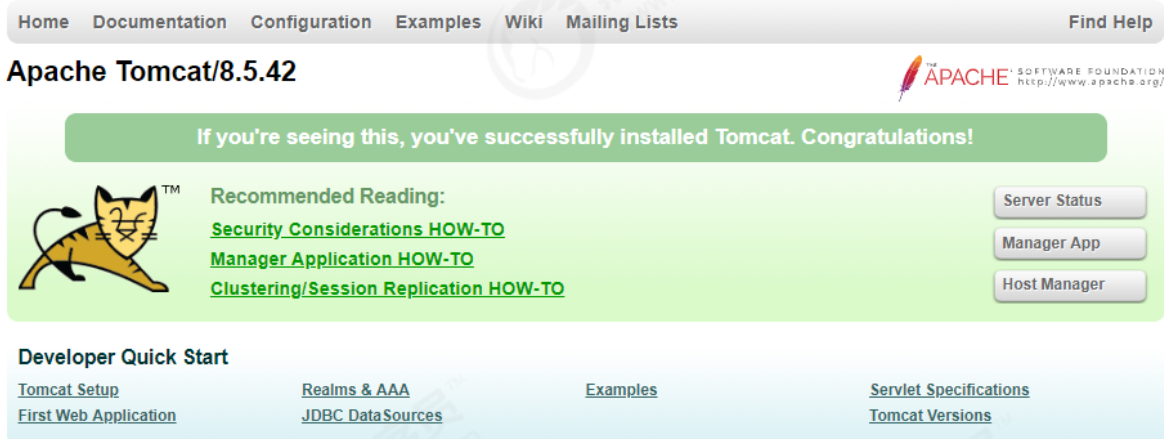 Home Documentation Configuration Examples Wiki Mailing Lists Find Help
Apache Tomcat/8.5.42
THE
APACHE SOFTWARE FOUNDATION
http://www.apache.org/
If you're seeing this, you've successfully installed Tomcat. Congratulations!
TM
Recommended Reading:
Security Considerations HOW-TO
Manager Application HOW-TO
Clustering/Session Replication HOW-TO
Server Status
Manager App
Host Manager
Developer Quick Start
Tomcat Setup Realms & AAA Examples Servlet Specifications
First Web Application JDBC DataSources Tomcat Versions